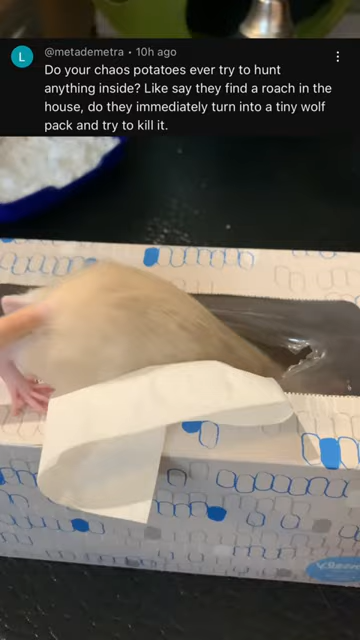 L
@metademetra • 10h ago
Do your chaos potatoes ever try to hunt
anything inside? Like say they find a roach in the
house, do they immediately turn into a tiny wolf
pack and try to kill it.